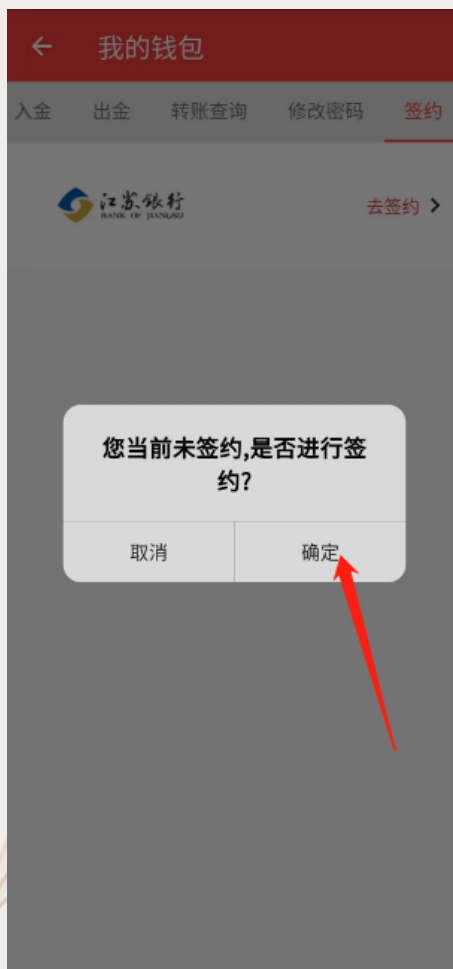 我的钱包
入金 出金 转账查询 修改密码 签约
江苏银行 去签约
BANK OF JIANGSU
您当前未签约,是否进行签
约?
取消 确定